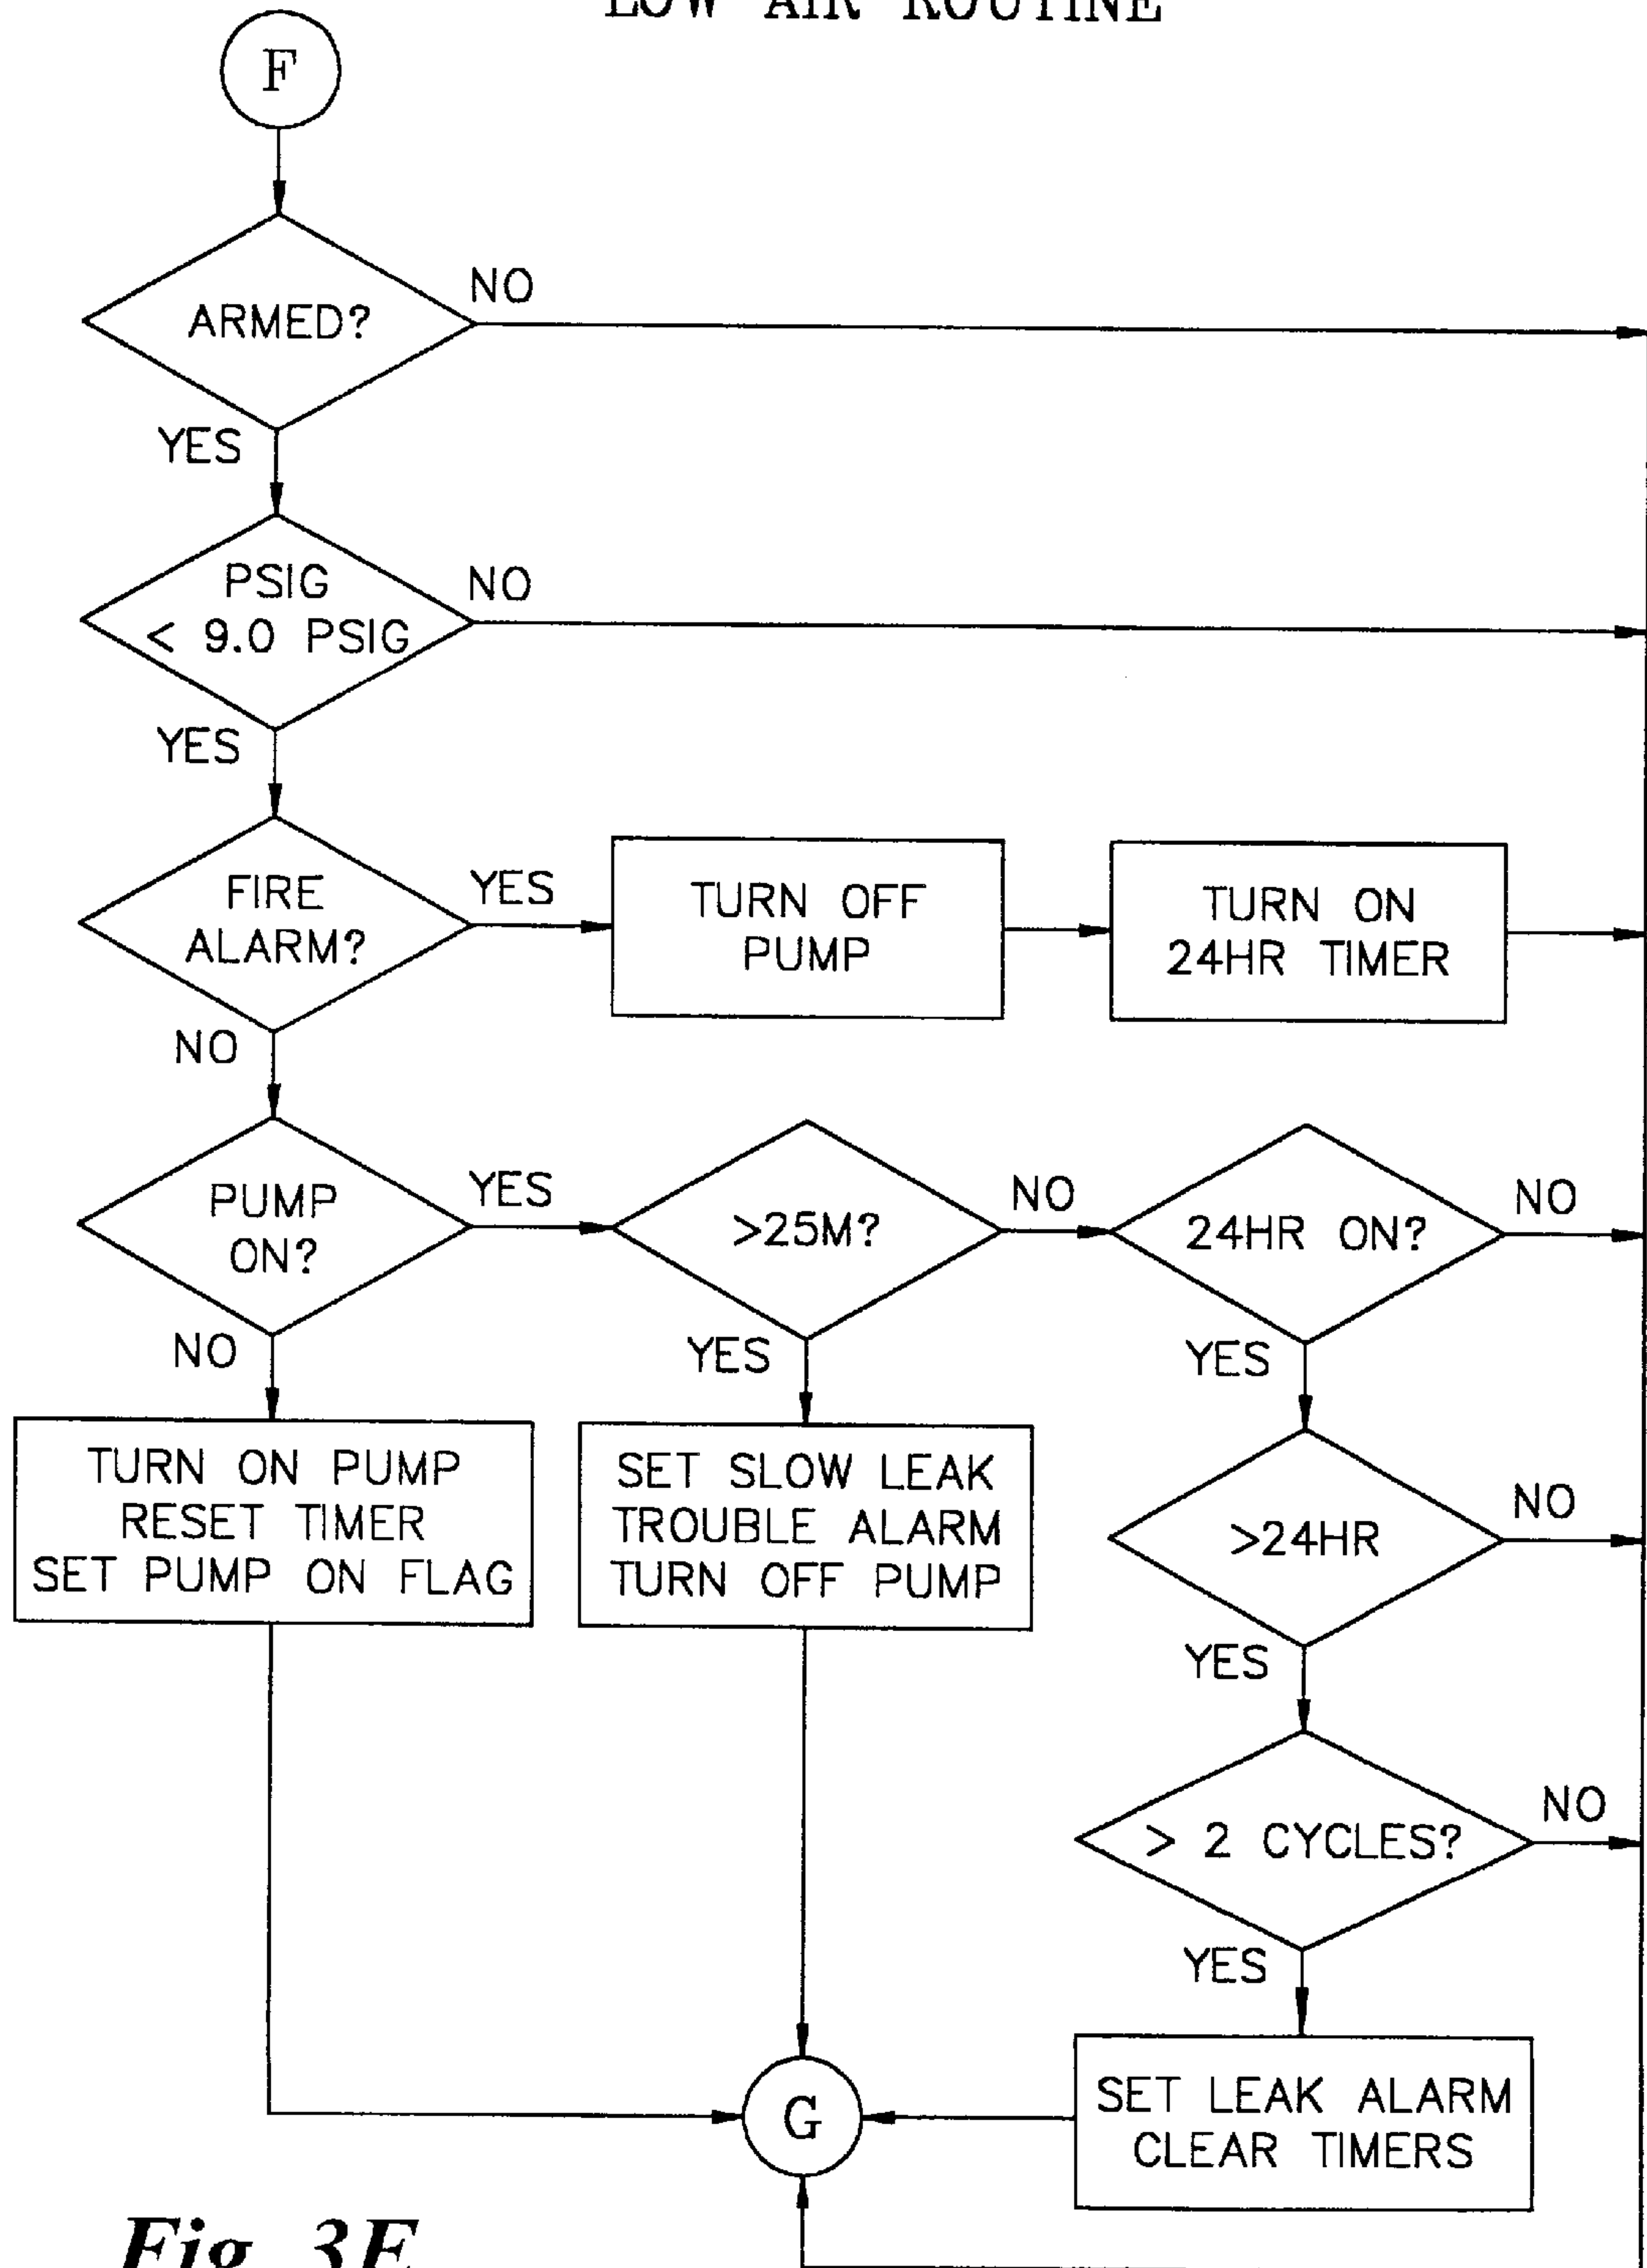 LOW AIR ROUTINE
F
ARMED?
NO
YES
PSIG
< 9.0 PSIG
NO
YES
FIRE
ALARM?
YES
TURN OFF
PUMP
TURN ON
24HR TIMER
NO
PUMP
ON?
YES
>25M?
NO
24HR ON?
NO
NO
YES
YES
TURN ON PUMP
RESET TIMER
SET PUMP ON FLAG
SET SLOW LEAK
TROUBLE ALARM
TURN OFF PUMP
>24HR
NO
YES
> 2 CYCLES?
NO
YES
G
SET LEAK ALARM
CLEAR TIMERS